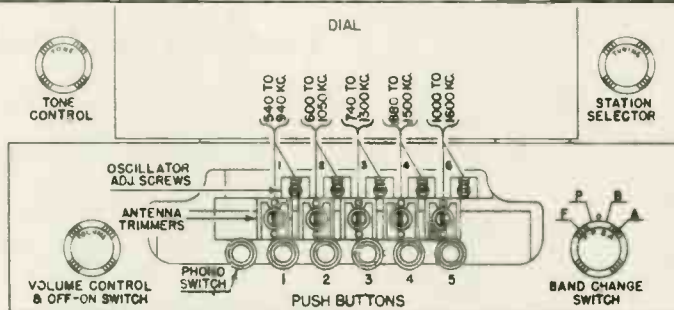 DIAL
TONE
TUNING
TONE
CONTROL
STATION
SELECTOR
540 TO
940 KC.
600 TO
1050 KC.
740 TO
1300 KC.
880 TO
1500 KC.
1000 TO
1600 KC.
1 2 3 4
OSCILLATOR
ADJ. SCREWS
ANTENNA
TRIMMERS
F P O B A
VOLUME
VOLUME CONTROL
& OFF-ON SWITCH
PHONO
SWITCH
1 2 3 4 5
PUSH BUTTONS
BAND CHANGE
SWITCH